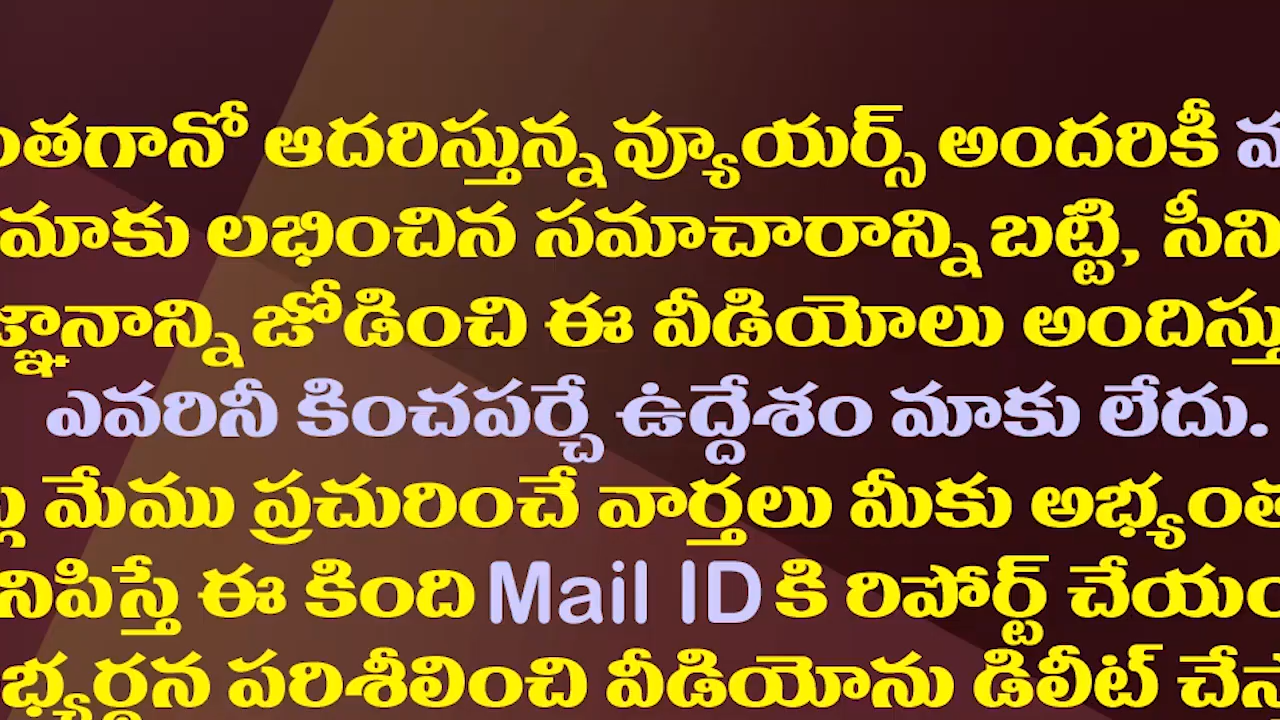 ంతగానో ఆదరిస్తున్న వ్యూయర్స్ అందరికీ
మాకు లభించిన సమాచారాన్ని బట్టి, సీని
జ్ఞానాన్ని జోడించి ఈ వీడియోలు అందిస్తు
ఎవరినీ కించపర్చే ఉద్దేశం మాకు లేదు.
మేము ప్రచురించే వార్తలు మీకు అభ్యంత
నిపిస్తే ఈ కింది Mail ID కి రిపోర్ట్ చేయం
భ్యర్థన పరిశీలించి వీడియోను డిలీట్ చేస